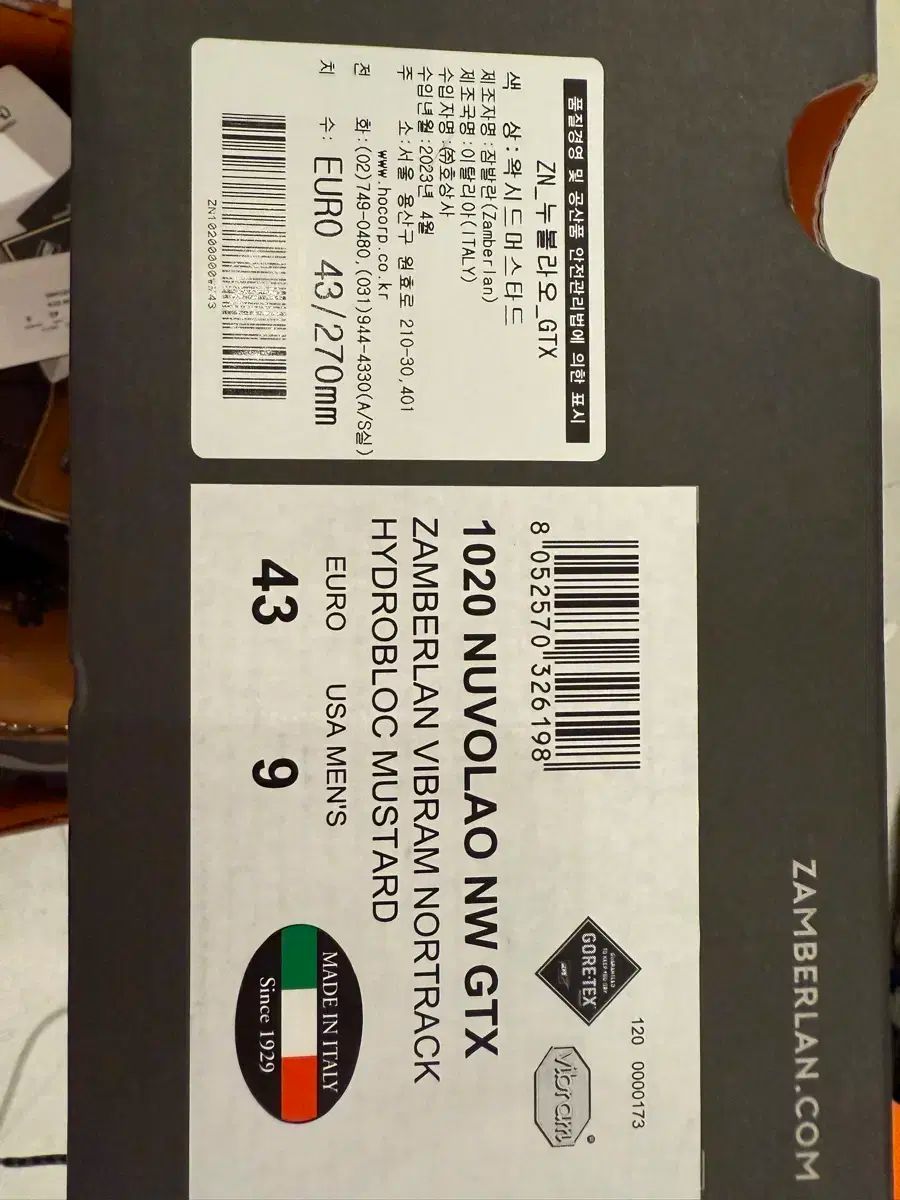 품질경영 및 공산품 안전관리법에 의한 표시
ZN_누볼라오_GTX
색 상:왁시드머스타드
제조자명:잠발란(Zamberlan)
제조국명:이탈리아(ITALY)
수입자명:㈜호상사
수입년월:2023년 4월
주 소:서울 용산구 원효로 210-30,401
www.hocorp.co.kr
전 화:(02)749-0480,(031)944-4330(A/S실)
치 수: EURO 43/270mm
8 052570 326198
1020 NUVOLAO NW GTX
ZAMBERLAN VIBRAM NORTRACK
HYDROBLOC MUSTARD
EURO USA MEN'S
43 9
120 0000173
GUARANTEED
TO KEEP YOU DRY
GORE-TEX
Vibram
MADE IN ITALY
Since 1929
ZAMBERLAN.COM